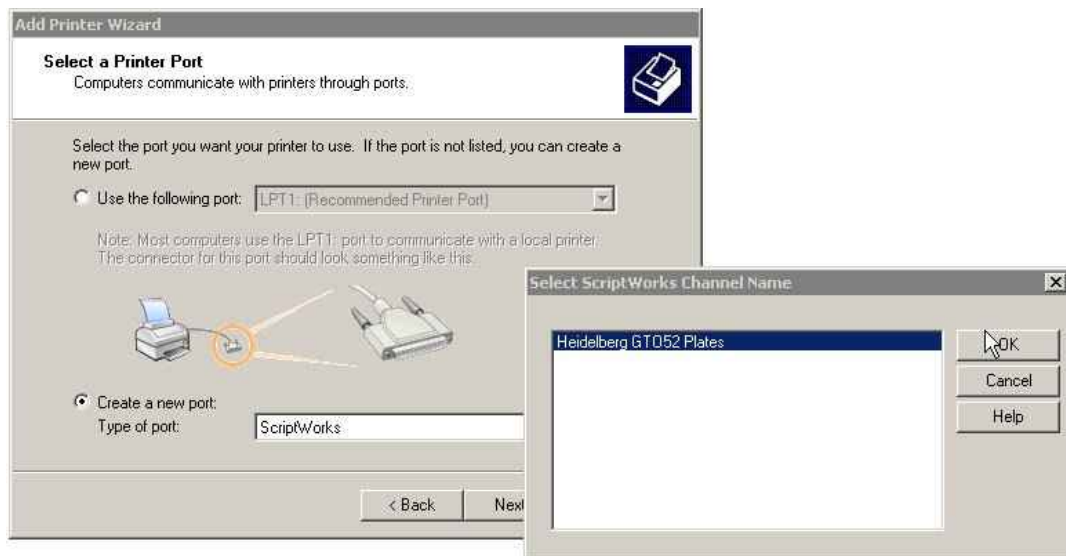 Add Printer Wizard
Select a Printer Port
Computers communicate with printers through ports.
Select the port you want your printer to use. If the port is not listed, you can create a
new port.
Use the following port:
LPT1: (Recommended Printer Port)
Note: Most computers use the LPT1: port to communicate with a local printer.
The connector for this port should look something like this:
Create a new port:
Type of port:
ScriptWorks
< Back
Next
Select ScriptWorks Channel Name
Heidelberg GTO52 Plates
OK
Cancel
Help